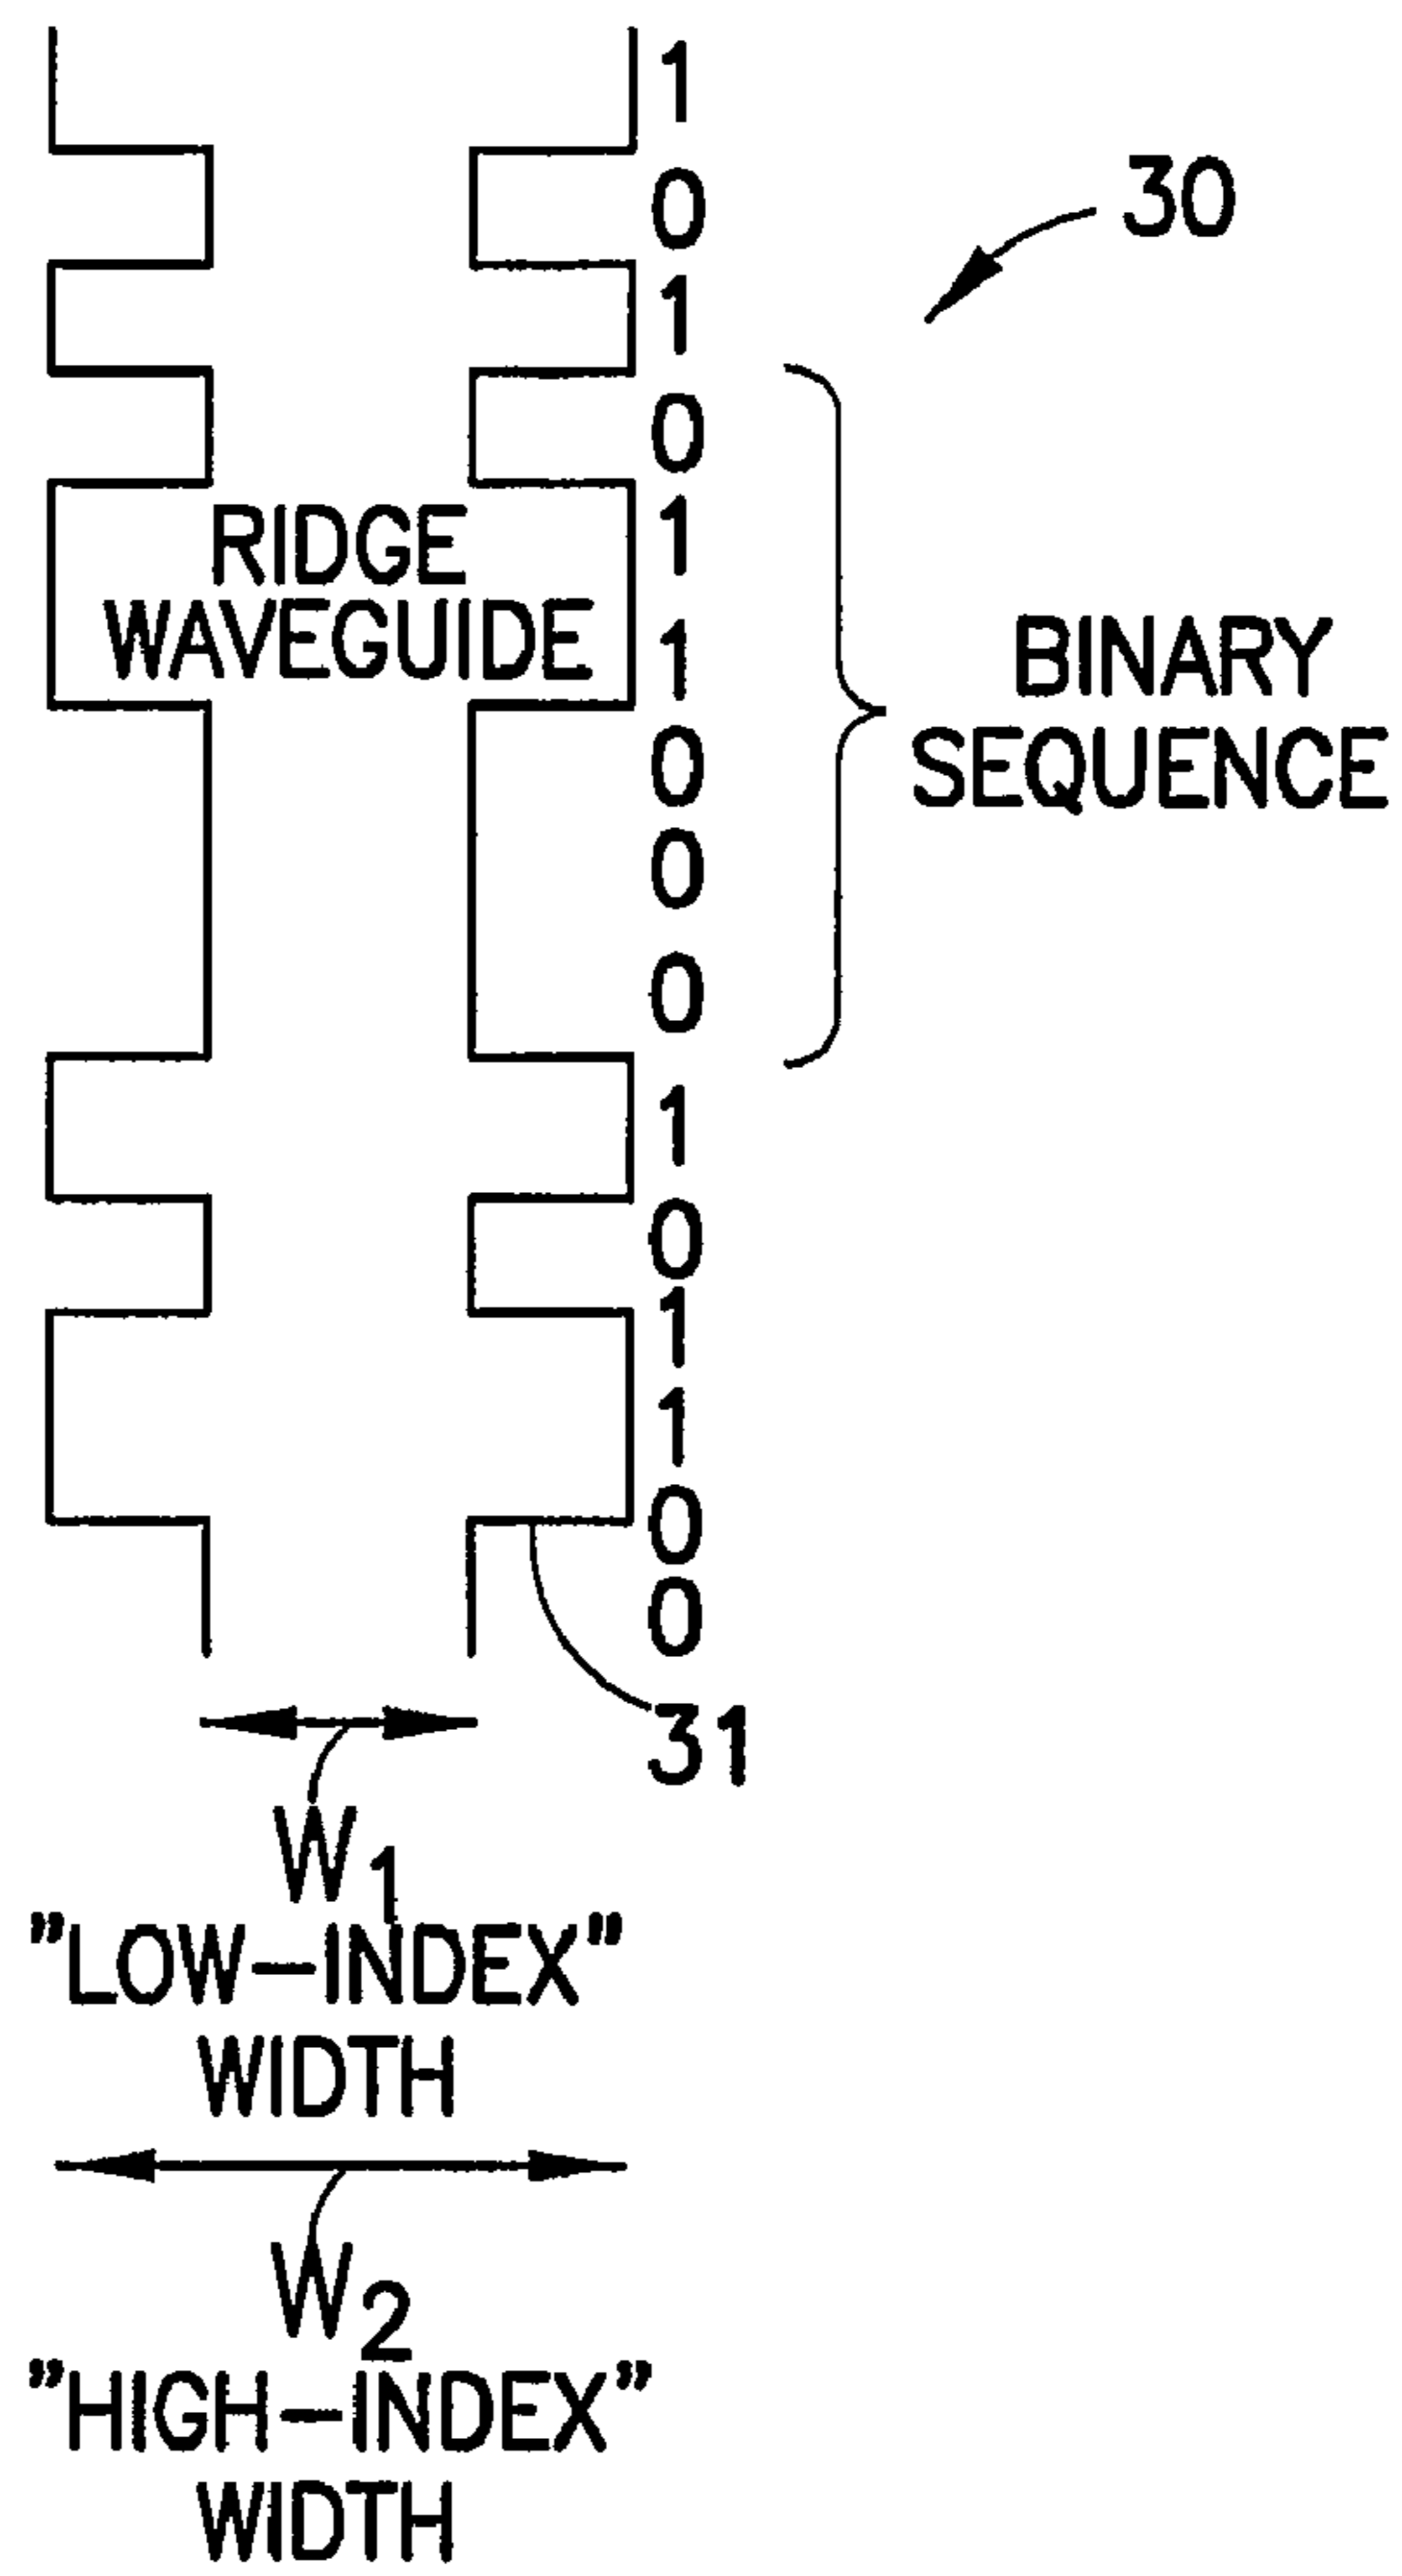 1
0
30
1
0
1
RIDGE
WAVEGUIDE
1
BINARY
SEQUENCE
0
0
0
1
0
1
1
0
0
31
W1
"LOW-INDEX"
WIDTH
W2
"HIGH-INDEX"
WIDTH